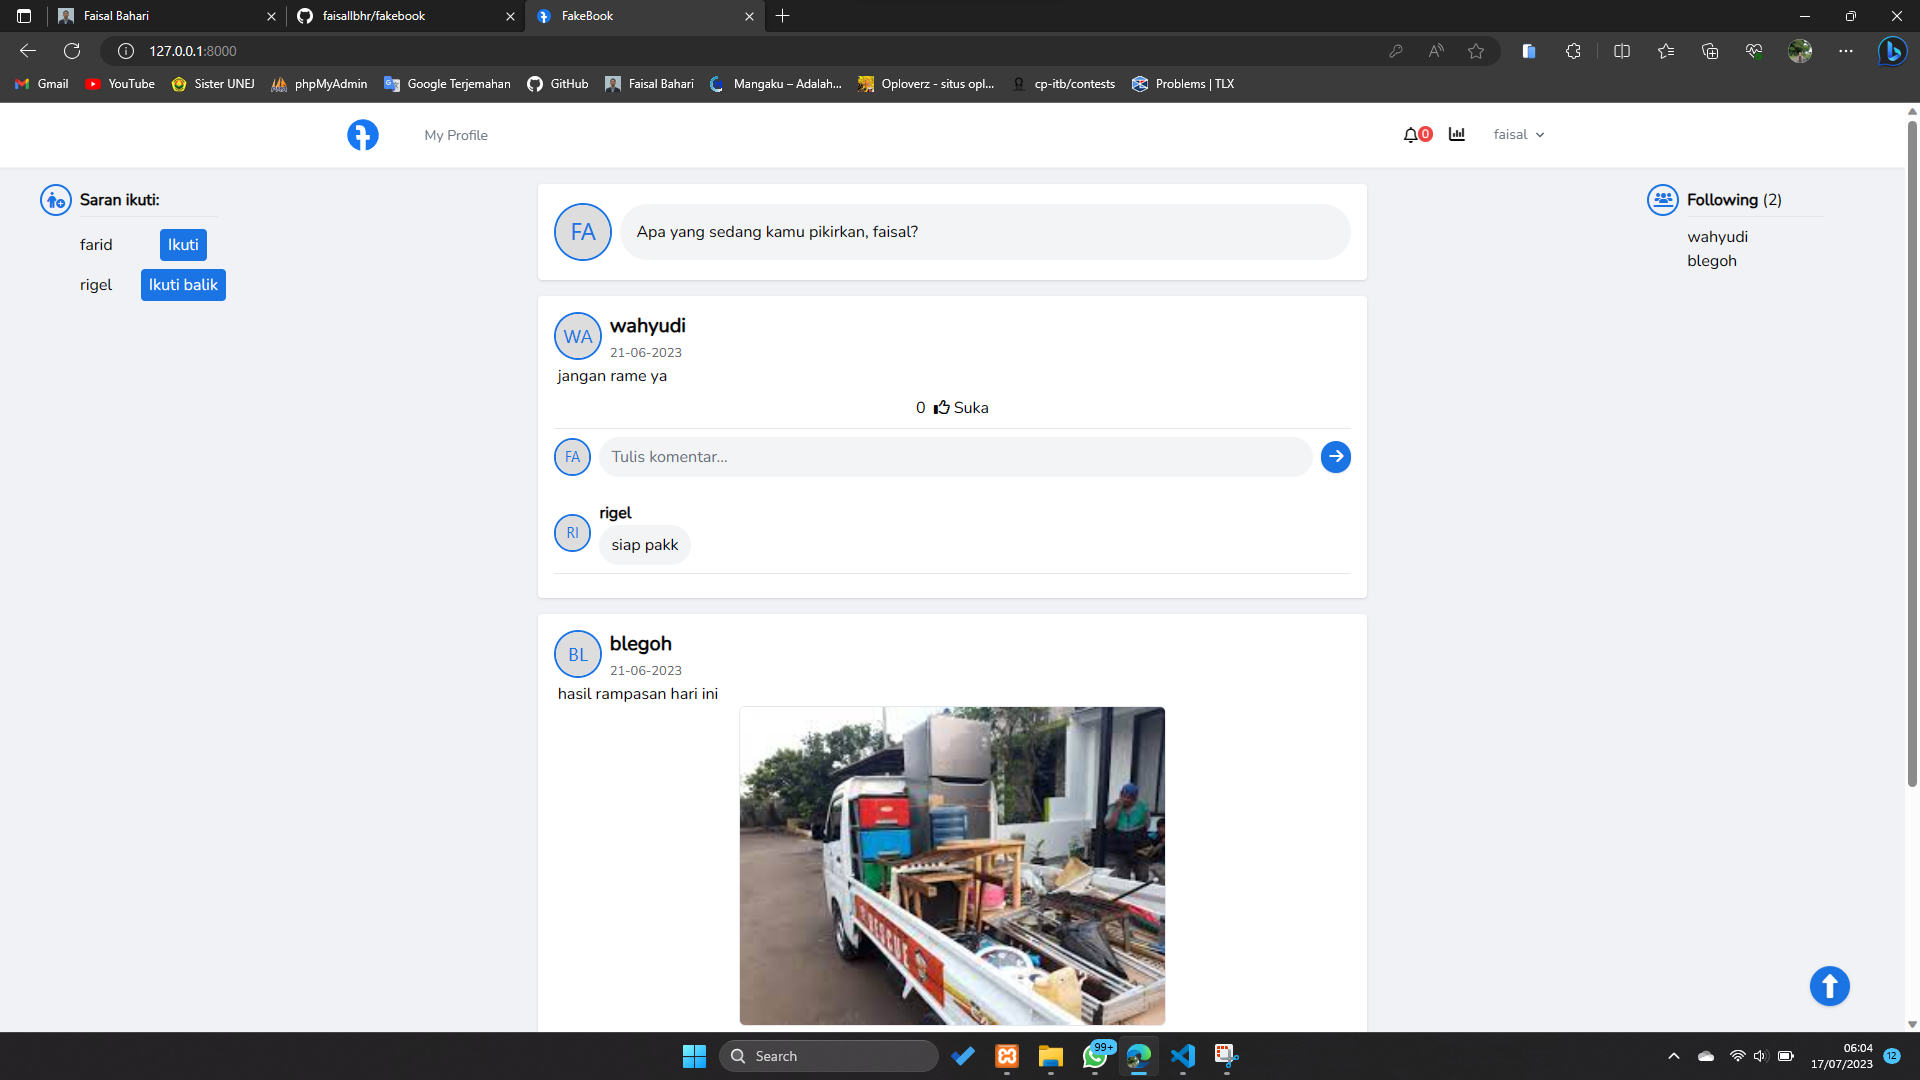 Faisal Bahari
faisallbhr/fakebook
FakeBook
127.0.0.1:8000
Gmail
YouTube
Sister UNEJ
phpMyAdmin
Google Terjemahan
GitHub
Faisal Bahari
Mangaku – Adalah...
Oploverz - situs opl...
cp-itb/contests
Problems | TLX
My Profile
0
faisal
Saran ikuti:
farid
Ikuti
rigel
Ikuti balik
FA
Apa yang sedang kamu pikirkan, faisal?
Following (2)
wahyudi
blegoh
WA
wahyudi
21-06-2023
jangan rame ya
0 Suka
FA
Tulis komentar...
RI
rigel
siap pakk
BL
blegoh
21-06-2023
hasil rampasan hari ini
RESCUE
Search
99+
06:04
17/07/2023
12